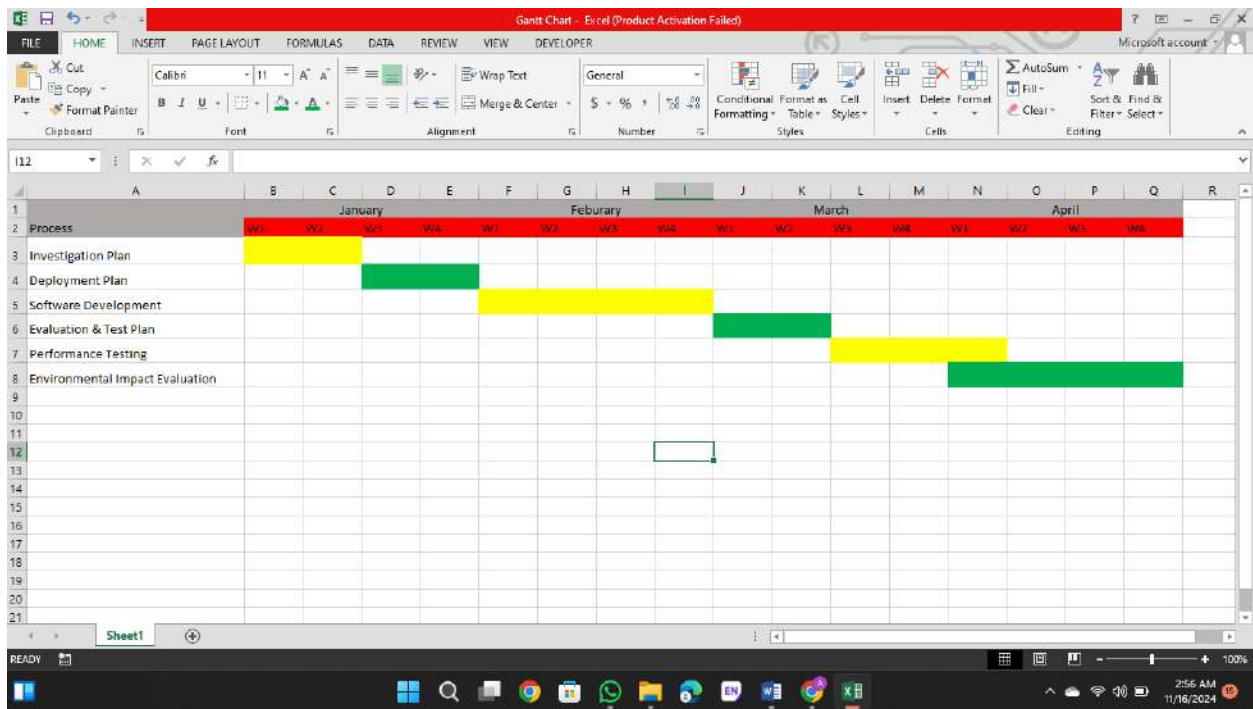 Gantt Chart - Excel (Product Activation Failed)
FILE HOME INSERT PAGE LAYOUT FORMULAS DATA REVIEW VIEW DEVELOPER Microsoft account
Cut
Copy
Format Painter
Paste
Clipboard
Calibri 11
B I U
Font
Wrap Text
Merge & Center
Alignment
General
$ % ,
Number
Conditional Formatting
Format as Table
Cell Styles
Styles
Insert Delete Format
Cells
AutoSum
Fill
Clear
Sort & Filter
Find & Select
Editing
I12 fx
A B C D E F G H I J K L M N O P Q R
1 January Feburary March April
2 Process W1 W2 W3 W4 W1 W2 W3 W4 W1 W2 W3 W4 W1 W2 W3 W4
3 Investigation Plan
4 Deployment Plan
5 Software Development
6 Evaluation & Test Plan
7 Performance Testing
8 Environmental Impact Evaluation
9
10
11
12
13
14
15
16
17
18
19
20
21
Sheet1
READY 100%
EN 2:56 AM
11/16/2024 15